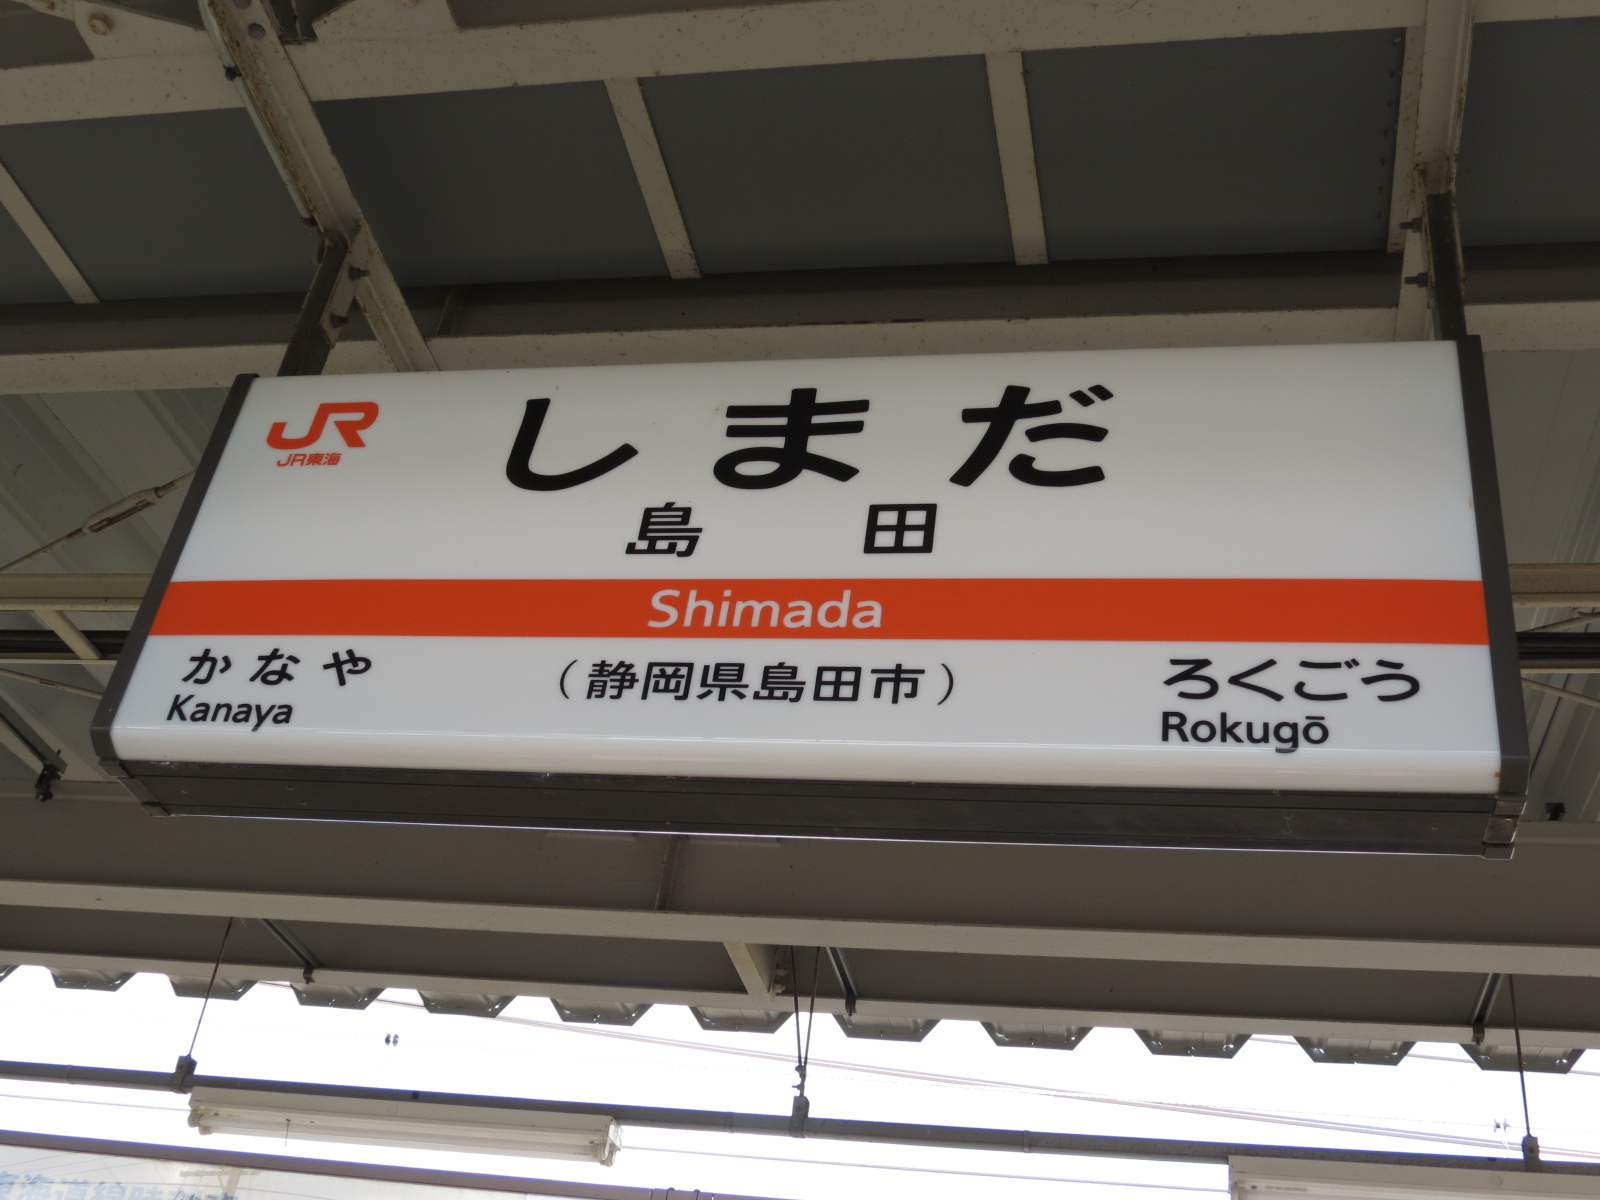 JR
JR東海
しまだ
島田
Shimada
かなや
Kanaya
(静岡県島田市)
ろくごう
Rokugō